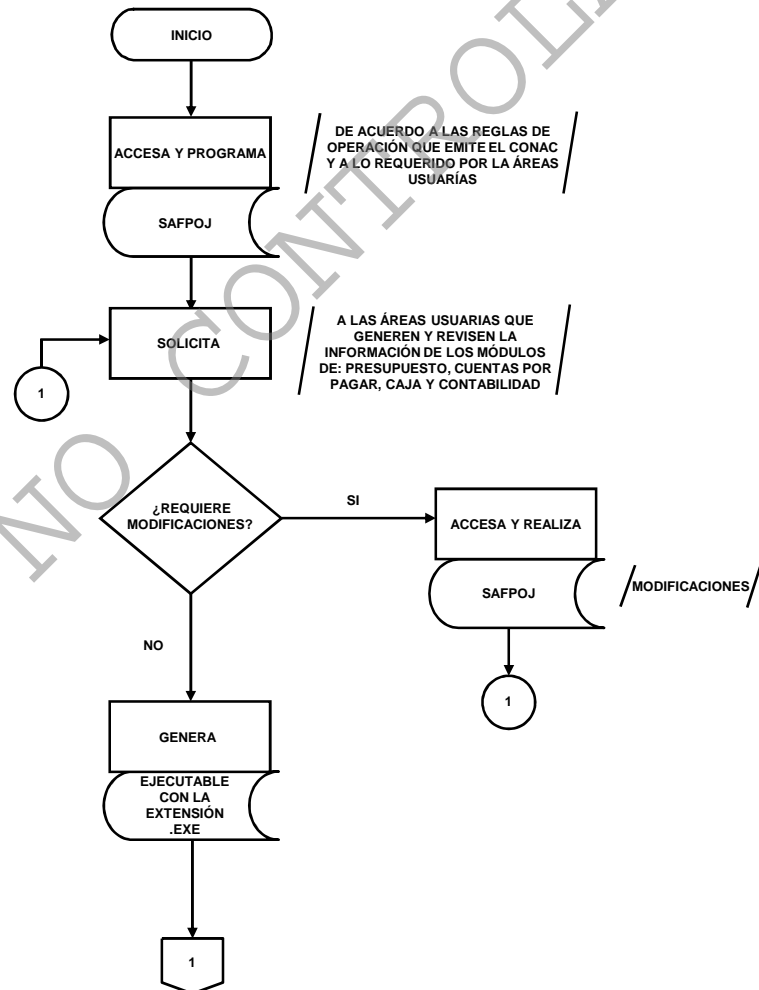 INICIO
ACCESA Y PROGRAMA
DE ACUERDO A LAS REGLAS DE
OPERACIÓN QUE EMITE EL CONAC
Y A LO REQUERIDO POR LA ÁREAS
USUARÍAS
SAFPOJ
SOLICITA
A LAS ÁREAS USUARIAS QUE
GENEREN Y REVISEN LA
INFORMACIÓN DE LOS MÓDULOS
DE: PRESUPUESTO, CUENTAS POR
PAGAR, CAJA Y CONTABILIDAD
1
¿REQUIERE
MODIFICACIONES?
SI
ACCESA Y REALIZA
SAFPOJ
MODIFICACIONES
1
NO
GENERA
EJECUTABLE
CON LA
EXTENSIÓN
.EXE
1
NO CONTROL